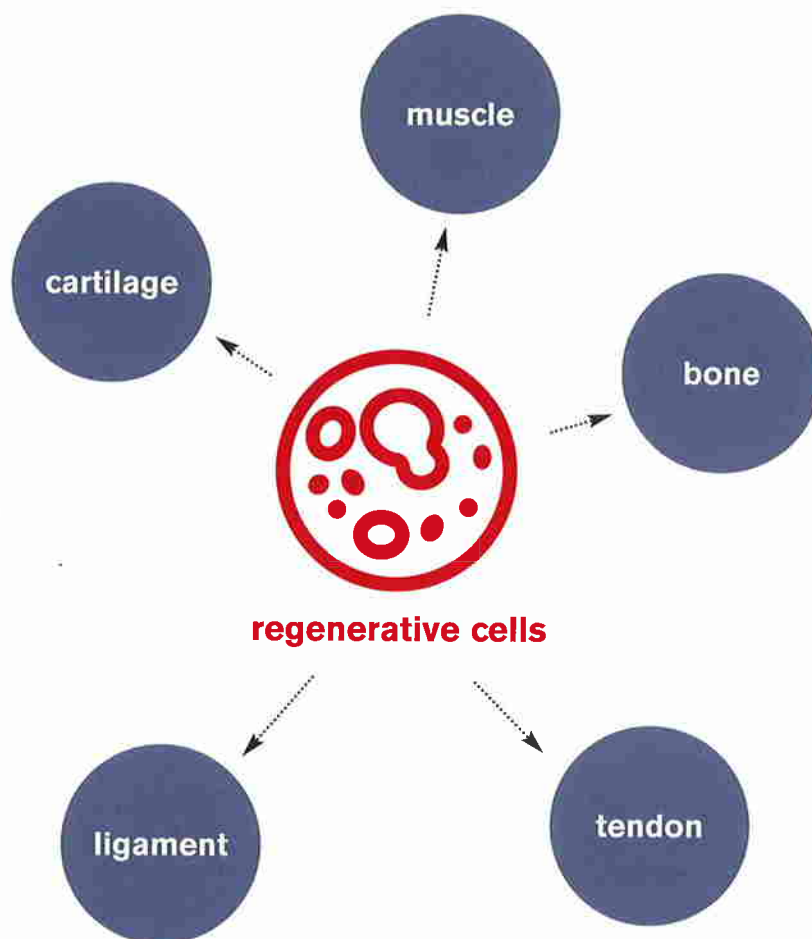 muscle
cartilage
bone
regenerative cells
ligament
tendon